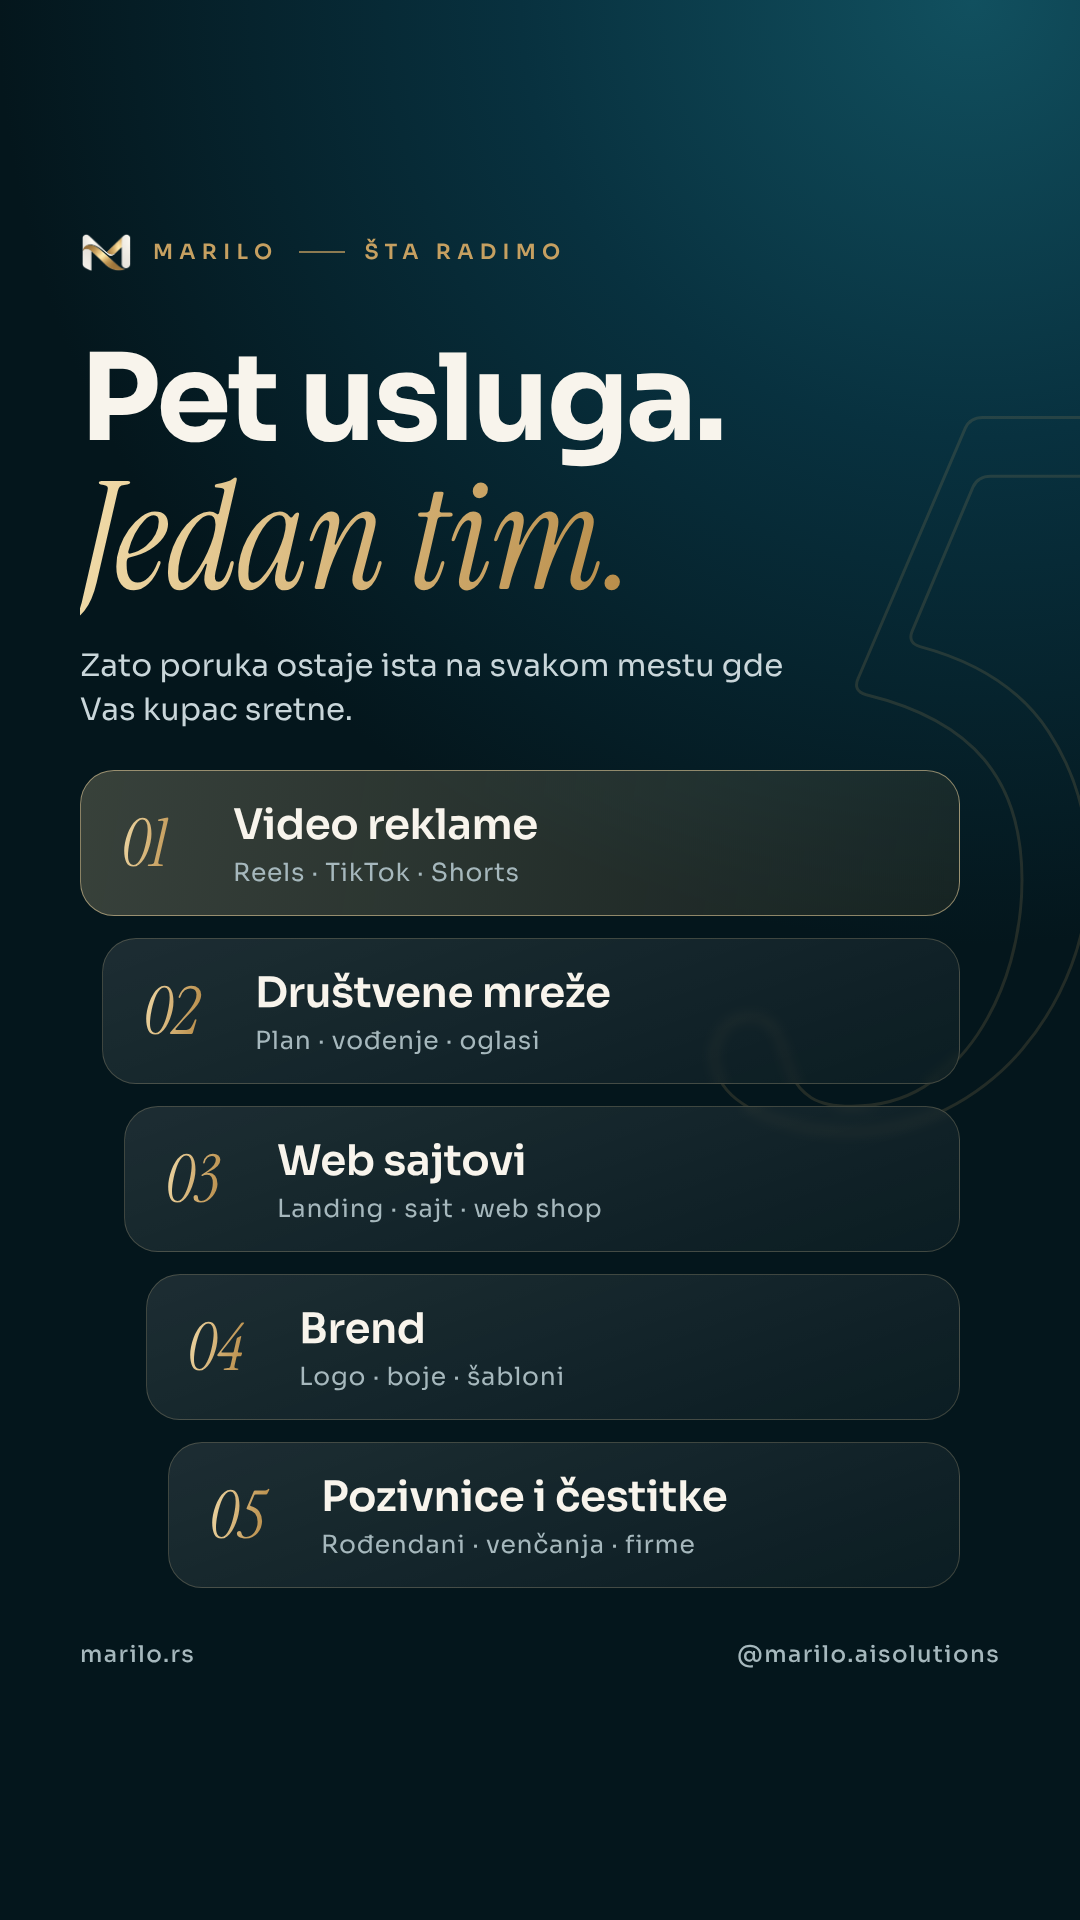 MARILO — ŠTA RADIMO
Pet usluga.
Jedan tim.
Zato poruka ostaje ista na svakom mestu gde
Vas kupac sretne.
01
Video reklame
Reels · TikTok · Shorts
02
Društvene mreže
Plan · vođenje · oglasi
03
Web sajtovi
Landing · sajt · web shop
04
Brend
Logo · boje · šabloni
05
Pozivnice i čestitke
Rođendani · venčanja · firme
marilo.rs
@marilo.aisolutions
5